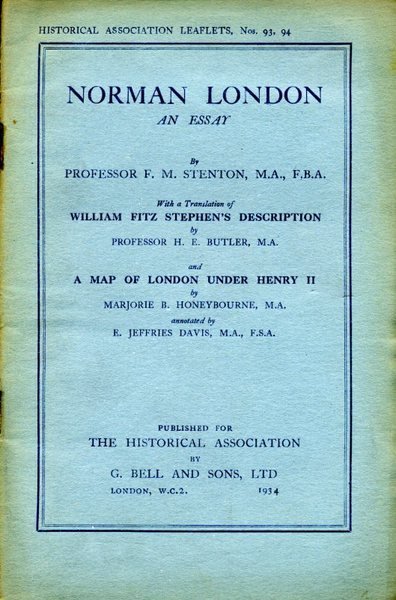 HISTORICAL ASSOCIATION LEAFLETS, Nos. 93, 94
NORMAN LONDON
AN ESSAY
By
PROFESSOR F. M. STENTON, M.A., F.B.A.
With a Translation of
WILLIAM FITZ STEPHEN'S DESCRIPTION
by
PROFESSOR H. E. BUTLER, M.A.
and
A MAP OF LONDON UNDER HENRY II
by
MARJORIE B. HONEYBOURNE, M.A.
annotated by
E. JEFFRIES DAVIS, M.A., F.S.A.
PUBLISHED FOR
THE HISTORICAL ASSOCIATION
BY
G. BELL AND SONS, LTD
LONDON, W.C.2. 1934